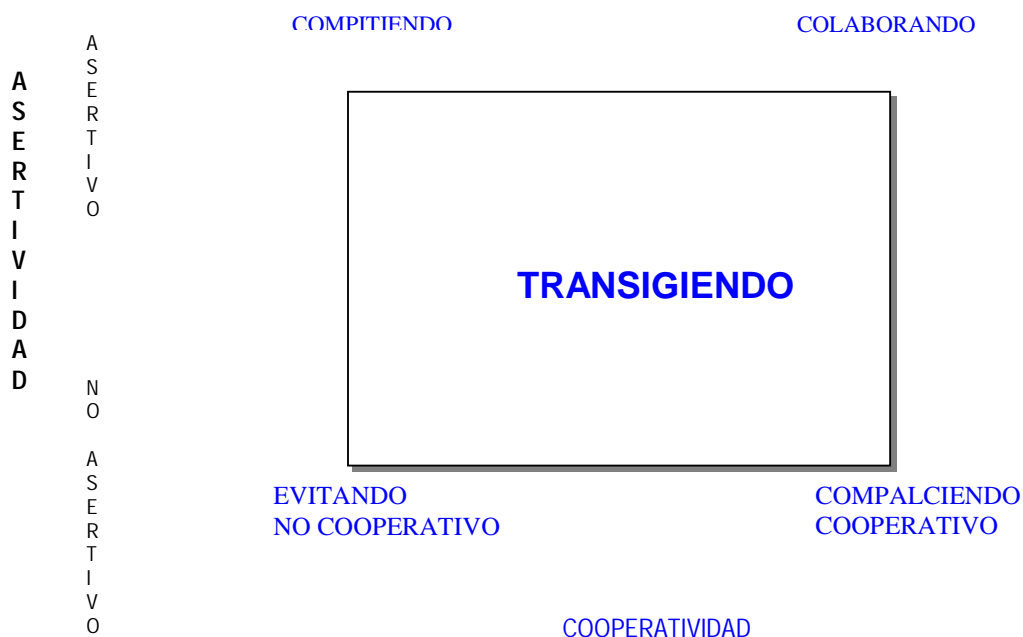 COMPITIENDO
COLABORANDO
ASERTIVIDAD
ASERTIVO
TRANSIGIENDO
NO ASERTIVO
EVITANDO
NO COOPERATIVO
COMPALCIENDO
COOPERATIVO
COOPERATIVIDAD